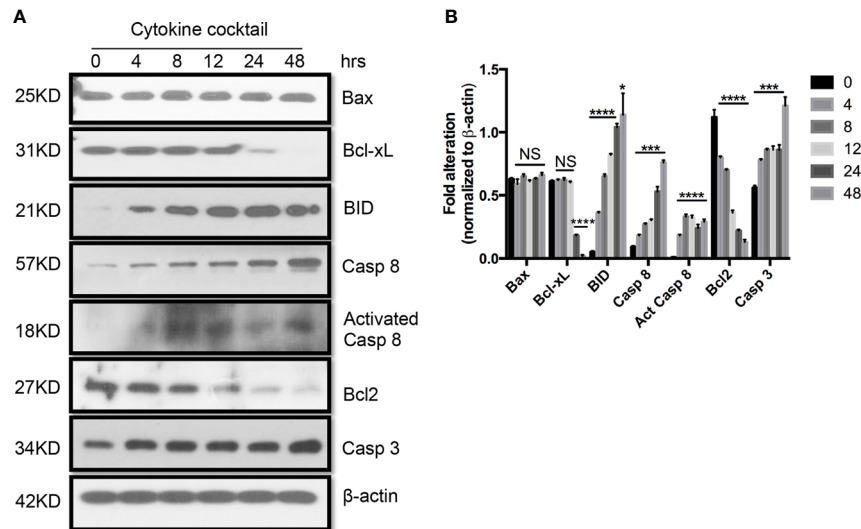 A
Cytokine cocktail
0 4 8 12 24 48 hrs
25KD Bax
31KD Bcl-xL
21KD BID
57KD Casp 8
18KD Activated
Casp 8
27KD Bcl2
34KD Casp 3
42KD β-actin
B
Fold alteration
(normalized to β-actin)
1.5
1.0
0.5
0.0
NS
NS
****
****
*
***
****
****
***
Bax
Bcl-xL
BID
Casp 8
Act Casp 8
Bcl2
Casp 3
0
4
8
12
24
48